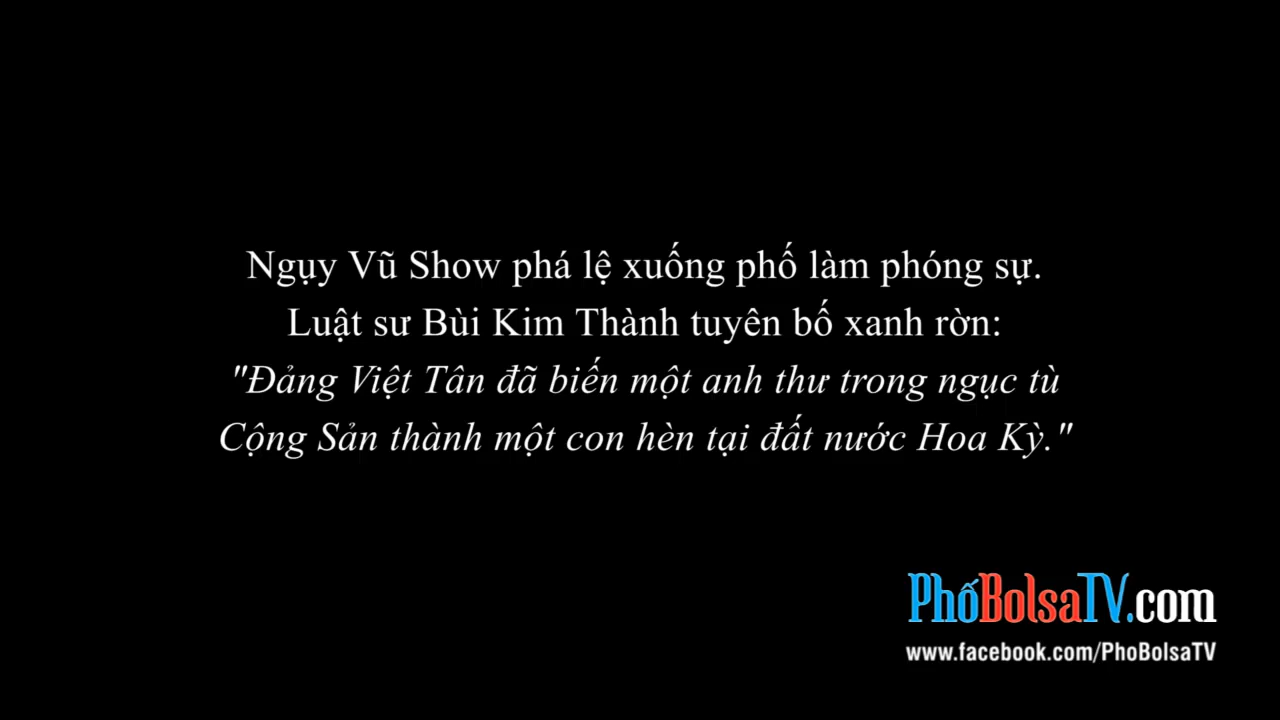 Ngụy Vũ Show phá lệ xuống phố làm phóng sự.
Luật sư Bùi Kim Thành tuyên bố xanh rờn:
"Đảng Việt Tân đã biến một anh thư trong ngục tù
Cộng Sản thành một con hèn tại đất nước Hoa Kỳ."
PhốBolsaTV.com
www.facebook.com/PhoBolsaTV